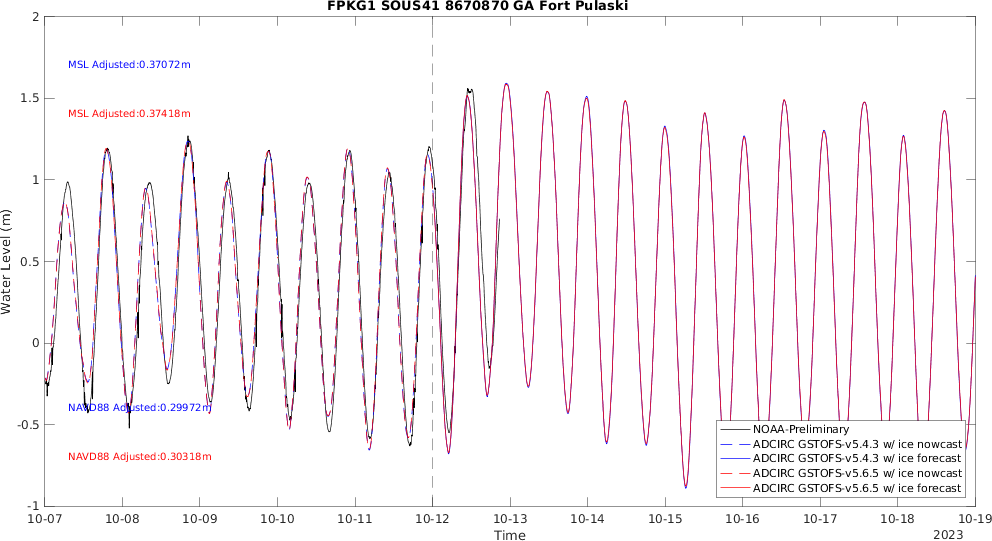 FPKG1 SOUS41 8670870 GA Fort Pulaski
2
1.5
1
0.5
0
-0.5
-1
Water Level (m)
MSL Adjusted:0.37072m
MSL Adjusted:0.37418m
NAVD88 Adjusted:0.29972m
NAVD88 Adjusted:0.30318m
NOAA-Preliminary
ADCIRC GSTOFS-v5.4.3 w/ ice nowcast
ADCIRC GSTOFS-v5.4.3 w/ ice forecast
ADCIRC GSTOFS-v5.6.5 w/ ice nowcast
ADCIRC GSTOFS-v5.6.5 w/ ice forecast
10-07 10-08 10-09 10-10 10-11 10-12 10-13 10-14 10-15 10-16 10-17 10-18 10-19
Time
2023